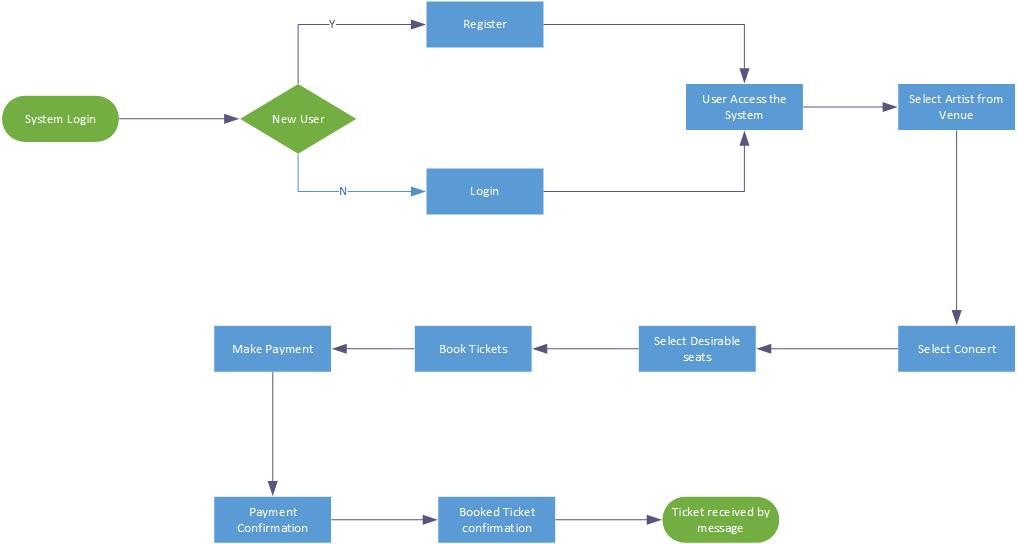 Y
Register
System Login
New User
User Access the
System
Select Artist from
Venue
N
Login
Make Payment
Book Tickets
Select Desirable
seats
Select Concert
Payment
Confirmation
Booked Ticket
confirmation
Ticket received by
message